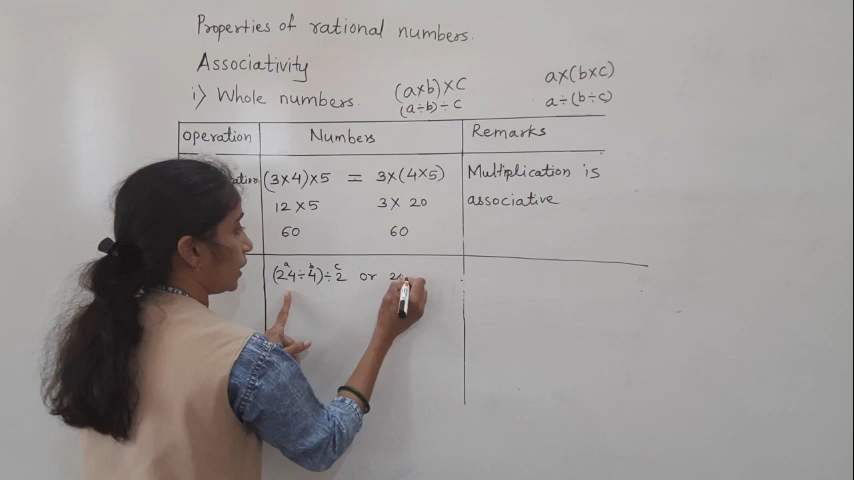 Properties of rational numbers.
Associativity
i) Whole numbers. (a×b)×c a×(b×c)
(a÷b)÷c a÷(b÷c)
Operation Numbers Remarks
(3×4)×5 = 3×(4×5) Multiplication is
12×5 3×20 associative
60 60
a b c
(24÷4)÷2 or